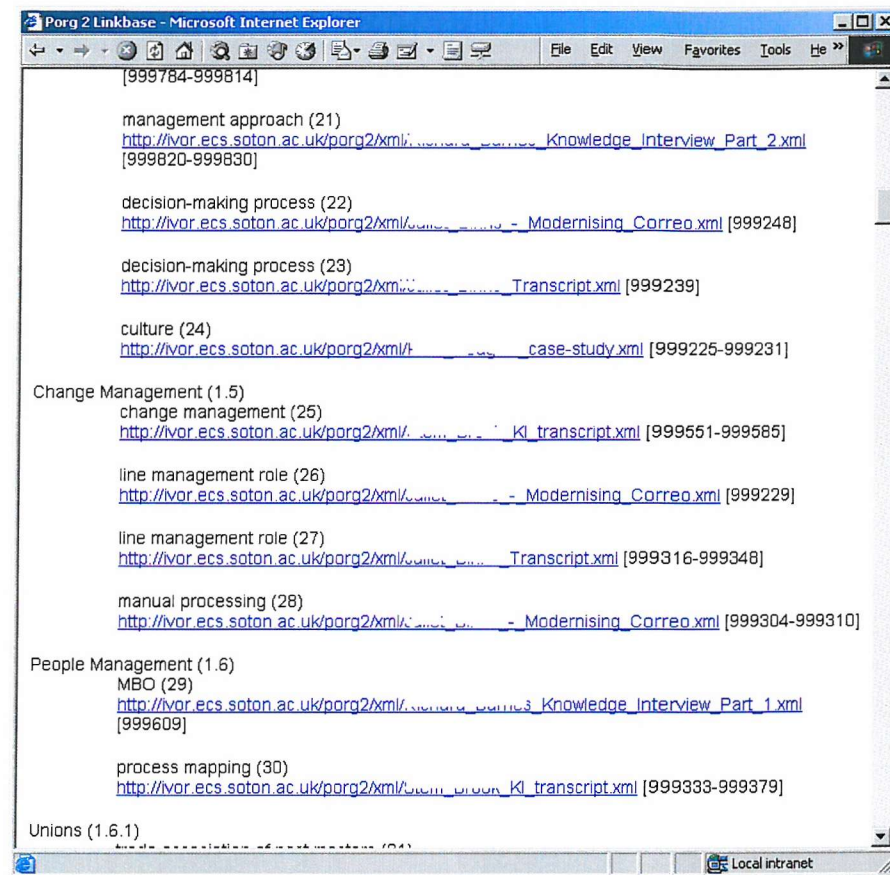 Porg 2 Linkbase - Microsoft Internet Explorer
File Edit View Favorites Tools He »
[999784-999814]
management approach (21)
http://ivor.ecs.soton.ac.uk/porg2/xml/ _Knowledge_Interview_Part_2.xml
[999820-999830]
decision-making process (22)
http://ivor.ecs.soton.ac.uk/porg2/xml/ _-_Modernising_Correo.xml [999248]
decision-making process (23)
http://ivor.ecs.soton.ac.uk/porg2/xml/ _Transcript.xml [999239]
culture (24)
http://ivor.ecs.soton.ac.uk/porg2/xml/ _case-study.xml [999225-999231]
Change Management (1.5)
change management (25)
http://ivor.ecs.soton.ac.uk/porg2/xml/ _KI_transcript.xml [999551-999585]
line management role (26)
http://ivor.ecs.soton.ac.uk/porg2/xml/ _-_Modernising_Correo.xml [999229]
line management role (27)
http://ivor.ecs.soton.ac.uk/porg2/xml/ _Transcript.xml [999316-999348]
manual processing (28)
http://ivor.ecs.soton.ac.uk/porg2/xml/ _-_Modernising_Correo.xml [999304-999310]
People Management (1.6)
MBO (29)
http://ivor.ecs.soton.ac.uk/porg2/xml/ _Knowledge_Interview_Part_1.xml
[999609]
process mapping (30)
http://ivor.ecs.soton.ac.uk/porg2/xml/ _KI_transcript.xml [999333-999379]
Unions (1.6.1)
Local intranet